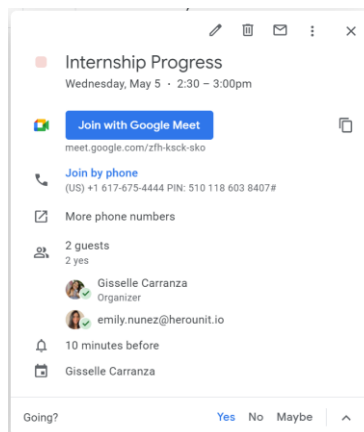 Internship Progress
Wednesday, May 5 · 2:30 – 3:00pm
Join with Google Meet
meet.google.com/zfh-ksck-sko
Join by phone
(US) +1 617-675-4444 PIN: 510 118 603 8407#
More phone numbers
2 guests
2 yes
Gisselle Carranza
Organizer
emily.nunez@herounit.io
10 minutes before
Gisselle Carranza
Going? Yes No Maybe